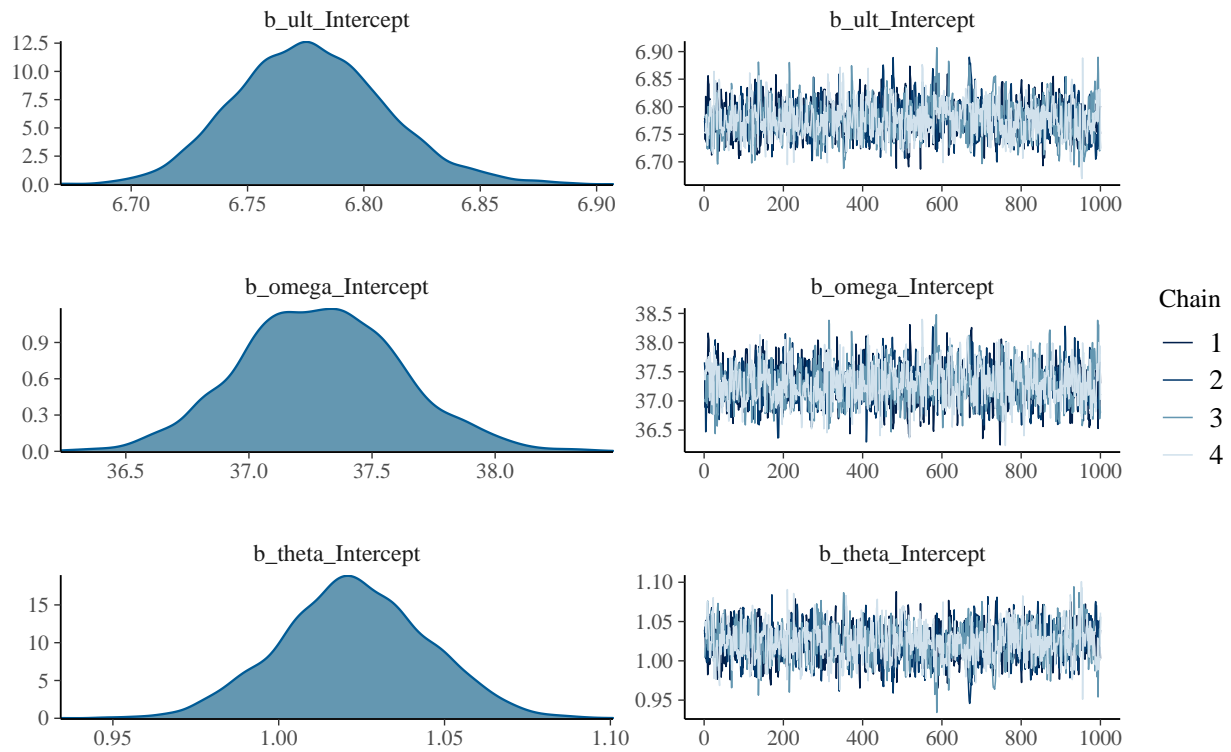 b_ult_Intercept
12.5
10.0
7.5
5.0
2.5
0.0
6.70 6.75 6.80 6.85 6.90
b_ult_Intercept
6.90
6.85
6.80
6.75
6.70
0 200 400 600 800 1000
b_omega_Intercept
0.9
0.6
0.3
0.0
36.5 37.0 37.5 38.0
b_omega_Intercept
38.5
38.0
37.5
37.0
36.5
0 200 400 600 800 1000
b_theta_Intercept
15
10
5
0
0.95 1.00 1.05 1.10
b_theta_Intercept
1.10
1.05
1.00
0.95
0 200 400 600 800 1000
Chain
1
2
3
4